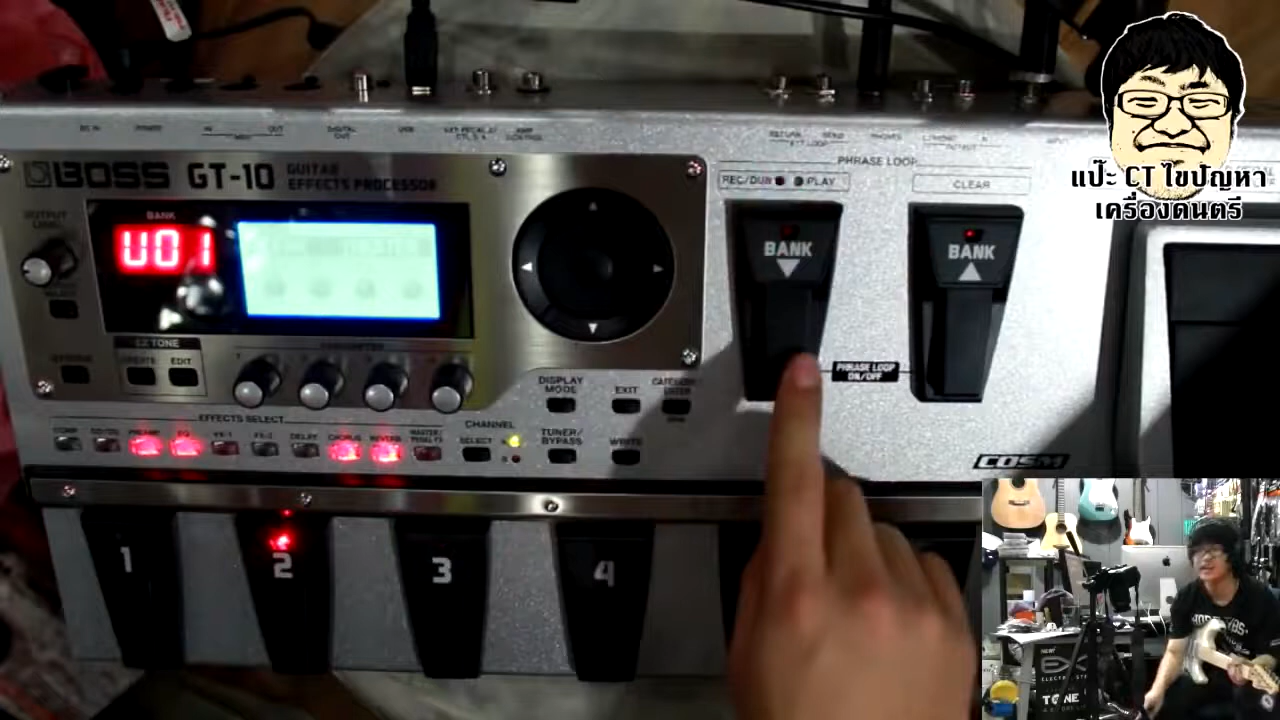 แป๊ะ CT ไขปัญหา
เครื่องดนตรี
USB
PHRASE LOOP
REC/DUB PLAY
CLEAR
BOSS GT-10 GUITAR
EFFECTS PROCESSOR
BANK
U01
BANK
BANK
EZ TONE
CREATE EDIT
PHRASE LOOP
ON/OFF
DISPLAY
MODE
EXIT
EFFECTS SELECT
CHANNEL
SELECT
TUNER/
BYPASS
WRITE
COMP
PREAMP
EQ
FX-1
FX-2
DELAY
CHORUS
REVERB
COSM
1
2
3
4
TONE